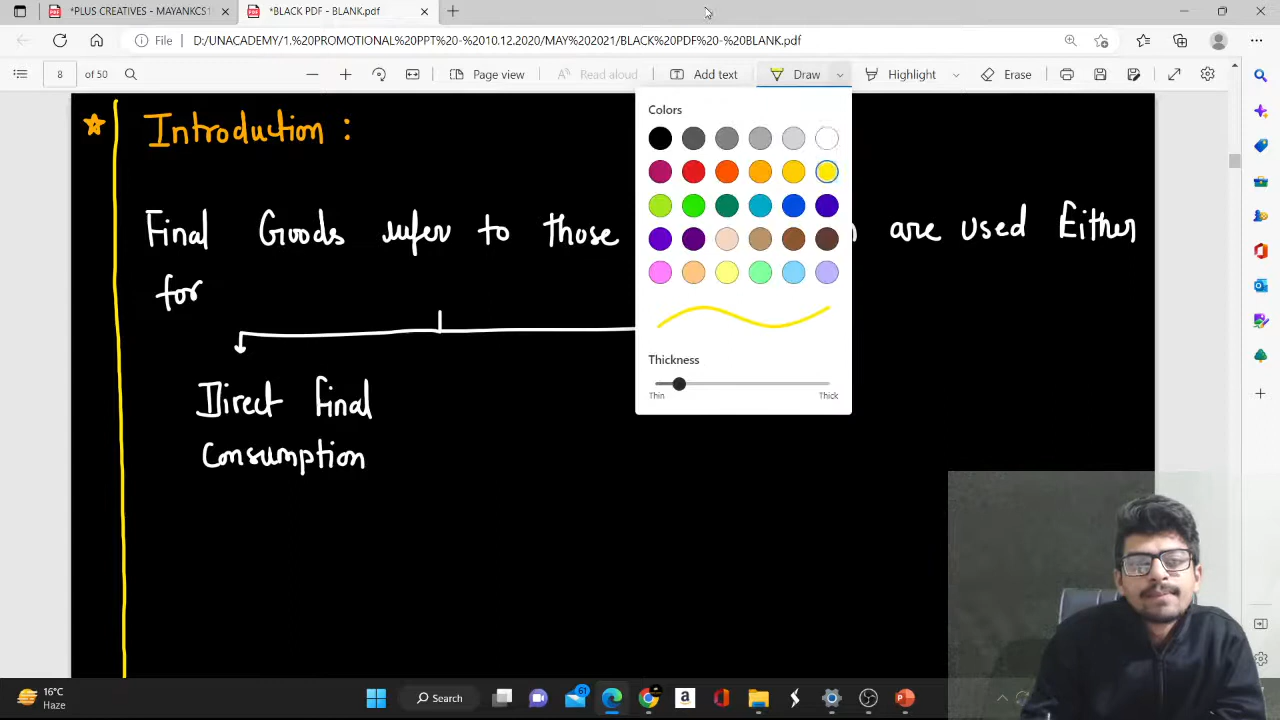 *PLUS CREATIVES - MAYANKCS1
*BLACK PDF - BLANK.pdf
File
D:/UNACADEMY/1.%20PROMOTIONAL%20PPT%20-%2010.12.2020/MAY%202021/BLACK%20PDF%20-%20BLANK.pdf
8 of 50
Page view
Read aloud
Add text
Draw
Highlight
Erase
Colors
Introduction :
Final Goods refer to those are used Either
for
Thickness
Thin Thick
Direct Final
Consumption
16°C
Haze
Search
61